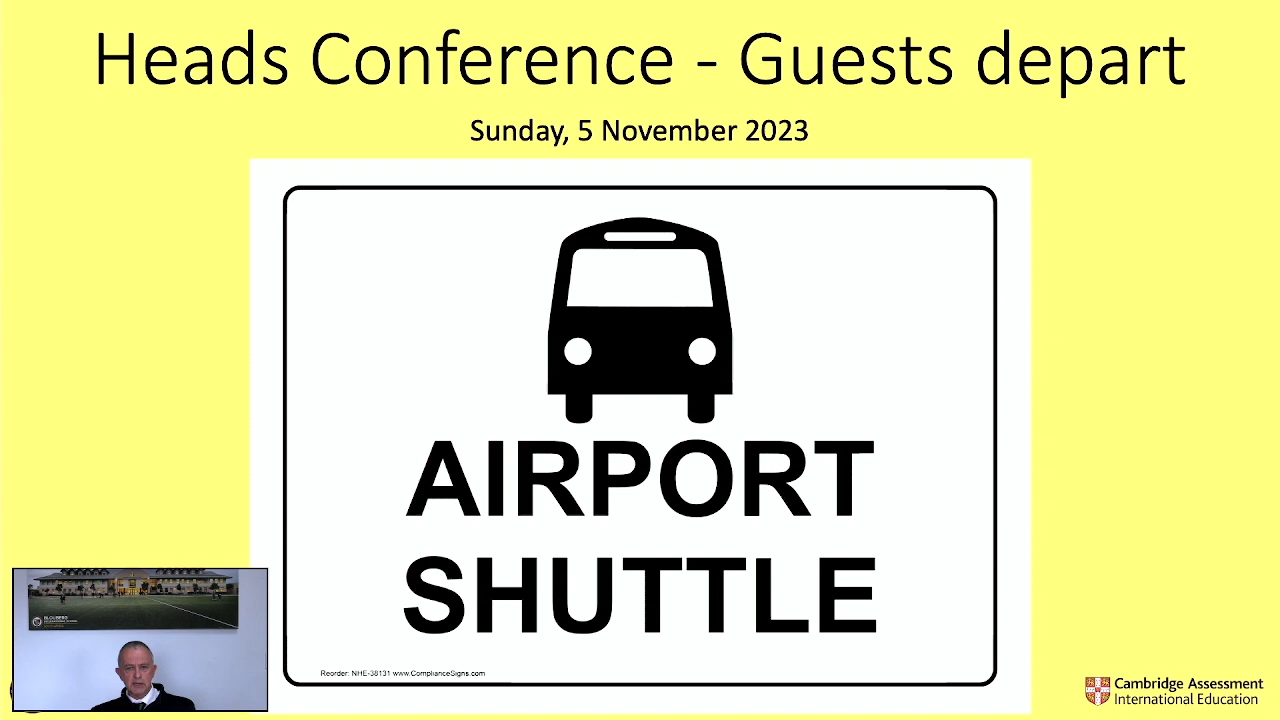 Heads Conference - Guests depart
Sunday, 5 November 2023
AIRPORT
SHUTTLE
Reorder: NHE-38131 www.ComplianceSigns.com
BLOUBERG
Cambridge Assessment
International Education